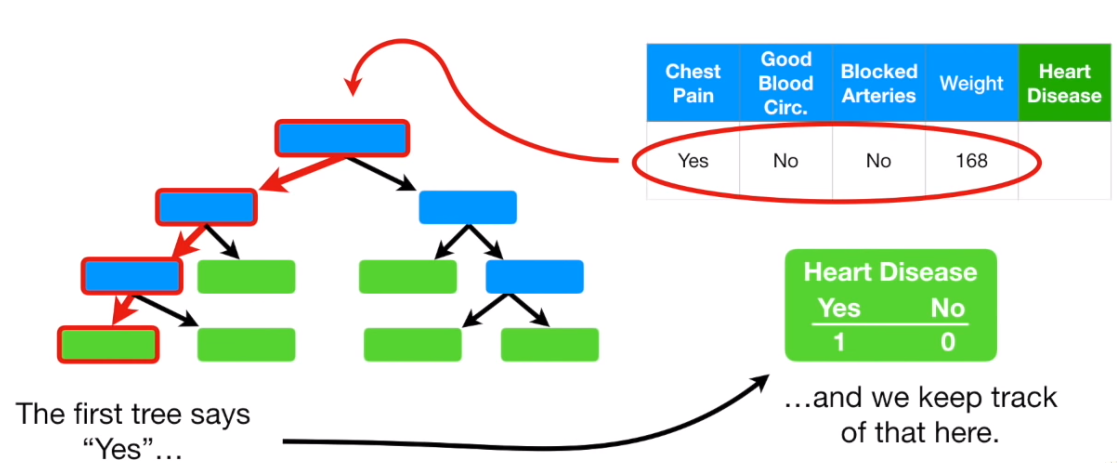 Chest
Pain
Good
Blood
Circ.
Blocked
Arteries
Weight
Heart
Disease
Yes
No
No
168
Heart Disease
Yes No
1 0
The first tree says
“Yes”…
…and we keep track
of that here.